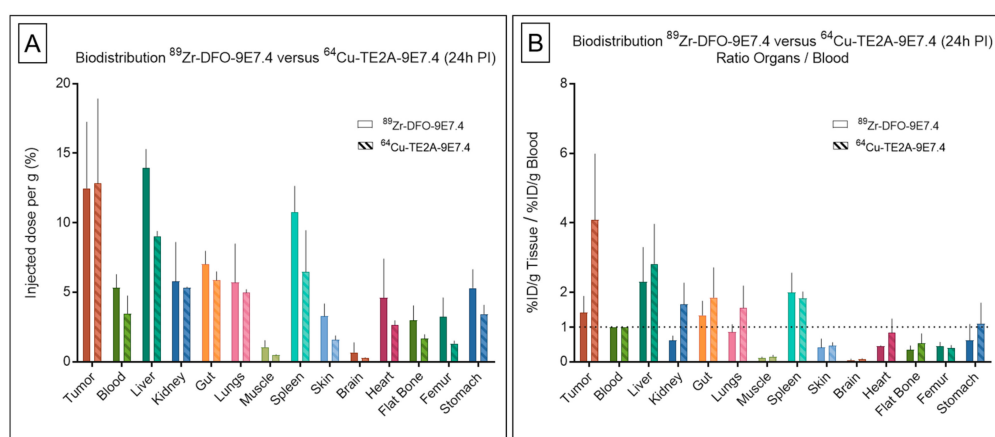 A
Biodistribution ⁸⁹Zr-DFO-9E7.4 versus ⁶⁴Cu-TE2A-9E7.4 (24h PI)
Injected dose per g (%)
20
15
10
5
0
⁸⁹Zr-DFO-9E7.4
⁶⁴Cu-TE2A-9E7.4
Tumor
Blood
Liver
Kidney
Gut
Lungs
Muscle
Spleen
Skin
Brain
Heart
Flat Bone
Femur
Stomach
B
Biodistribution ⁸⁹Zr-DFO-9E7.4 versus ⁶⁴Cu-TE2A-9E7.4 (24h PI)
Ratio Organs / Blood
%ID/g Tissue / %ID/g Blood
8
6
4
2
1
0
⁸⁹Zr-DFO-9E7.4
⁶⁴Cu-TE2A-9E7.4
Tumor
Blood
Liver
Kidney
Gut
Lungs
Muscle
Spleen
Skin
Brain
Heart
Flat Bone
Femur
Stomach